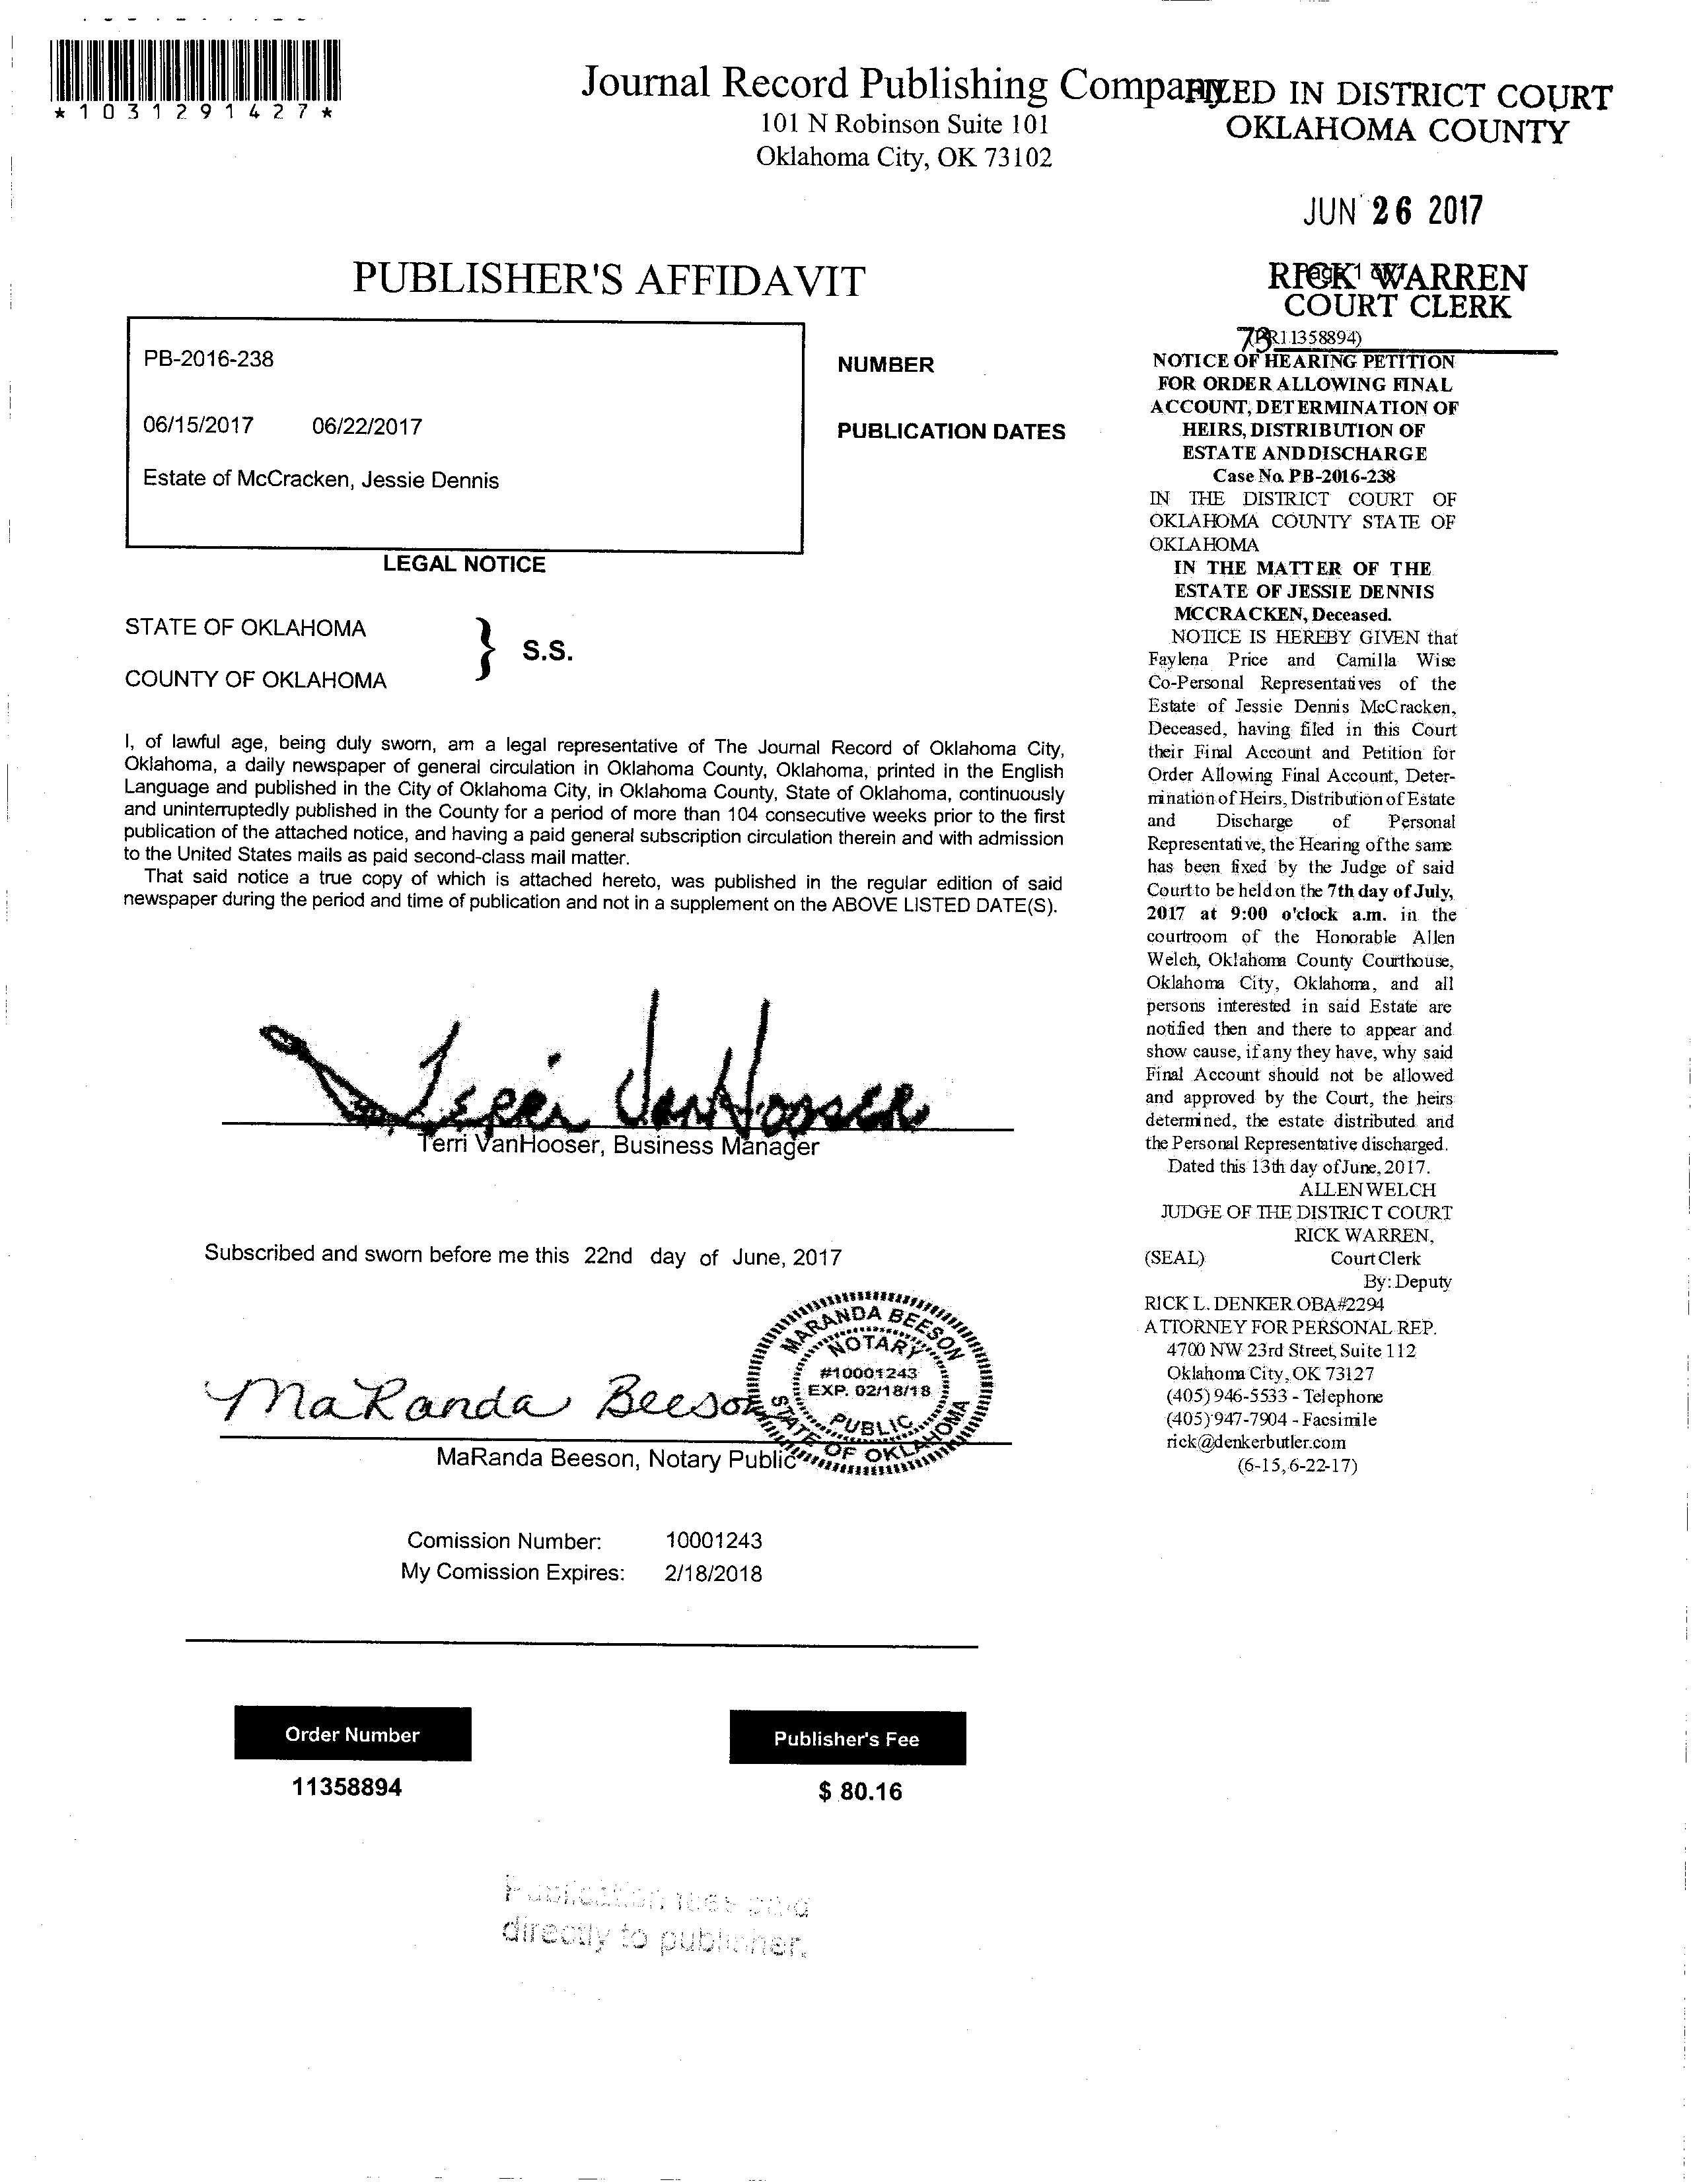 *1031291427*
Journal Record Publishing Company
101 N Robinson Suite 101
Oklahoma City, OK 73102
FILED IN DISTRICT COURT
OKLAHOMA COUNTY
JUN 26 2017
RICK WARREN
COURT CLERK
PUBLISHER'S AFFIDAVIT
PB-2016-238
NUMBER
06/15/2017 06/22/2017
PUBLICATION DATES
Estate of McCracken, Jessie Dennis
LEGAL NOTICE
STATE OF OKLAHOMA
} S.S.
COUNTY OF OKLAHOMA
I, of lawful age, being duly sworn, am a legal representative of The Journal Record of Oklahoma City,
Oklahoma, a daily newspaper of general circulation in Oklahoma County, Oklahoma, printed in the English
Language and published in the City of Oklahoma City, in Oklahoma County, State of Oklahoma, continuously
and uninterruptedly published in the County for a period of more than 104 consecutive weeks prior to the first
publication of the attached notice, and having a paid general subscription circulation therein and with admission
to the United States mails as paid second-class mail matter.
That said notice a true copy of which is attached hereto, was published in the regular edition of said
newspaper during the period and time of publication and not in a supplement on the ABOVE LISTED DATE(S).
Terri VanHooser
Terri VanHooser, Business Manager
Subscribed and sworn before me this 22nd day of June, 2017
MaRanda Beeson
MARANDA BEESON
NOTARY
#10001243
EXP. 02/18/18
PUBLIC
STATE OF OKLAHOMA
MaRanda Beeson, Notary Public
Comission Number: 10001243
My Comission Expires: 2/18/2018
Order Number
11358894
Publisher's Fee
$ 80.16
Publication fees paid
directly to publisher.
Page 1
11358894)
73
NOTICE OF HEARING PETITION
FOR ORDER ALLOWING FINAL
ACCOUNT, DETERMINATION OF
HEIRS, DISTRIBUTION OF
ESTATE AND DISCHARGE
Case No. PB-2016-238
IN THE DISTRICT COURT OF
OKLAHOMA COUNTY STATE OF
OKLAHOMA
IN THE MATTER OF THE
ESTATE OF JESSIE DENNIS
MCCRACKEN, Deceased.
NOTICE IS HEREBY GIVEN that
Faylena Price and Camilla Wise
Co-Personal Representatives of the
Estate of Jessie Dennis McCracken,
Deceased, having filed in this Court
their Final Account and Petition for
Order Allowing Final Account, Deter-
mination of Heirs, Distribution of Estate
and Discharge of Personal
Representative, the Hearing of the same
has been fixed by the Judge of said
Court to be held on the 7th day of July,
2017 at 9:00 o'clock a.m. in the
courtroom of the Honorable Allen
Welch, Oklahoma County Courthouse,
Oklahoma City, Oklahoma, and all
persons interested in said Estate are
notified then and there to appear and
show cause, if any they have, why said
Final Account should not be allowed
and approved by the Court, the heirs
determined, the estate distributed and
the Personal Representative discharged.
Dated this 13th day of June, 2017.
ALLEN WELCH
JUDGE OF THE DISTRICT COURT
RICK WARREN,
(SEAL) Court Clerk
By: Deputy
RICK L. DENKER OBA#2294
ATTORNEY FOR PERSONAL REP.
4700 NW 23rd Street, Suite 112
Oklahoma City, OK 73127
(405) 946-5533 - Telephone
(405) 947-7904 - Facsimile
rick@denkerbutler.com
(6-15, 6-22-17)